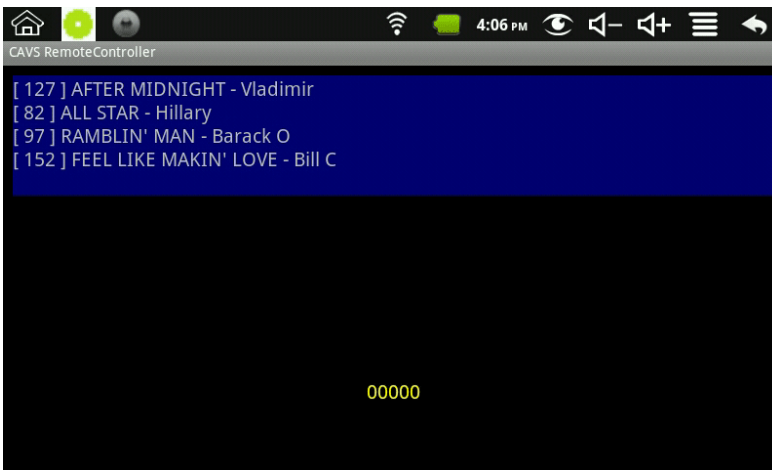 4:06 PM
CAVS RemoteController
[ 127 ] AFTER MIDNIGHT - Vladimir
[ 82 ] ALL STAR - Hillary
[ 97 ] RAMBLIN' MAN - Barack O
[ 152 ] FEEL LIKE MAKIN' LOVE - Bill C
00000